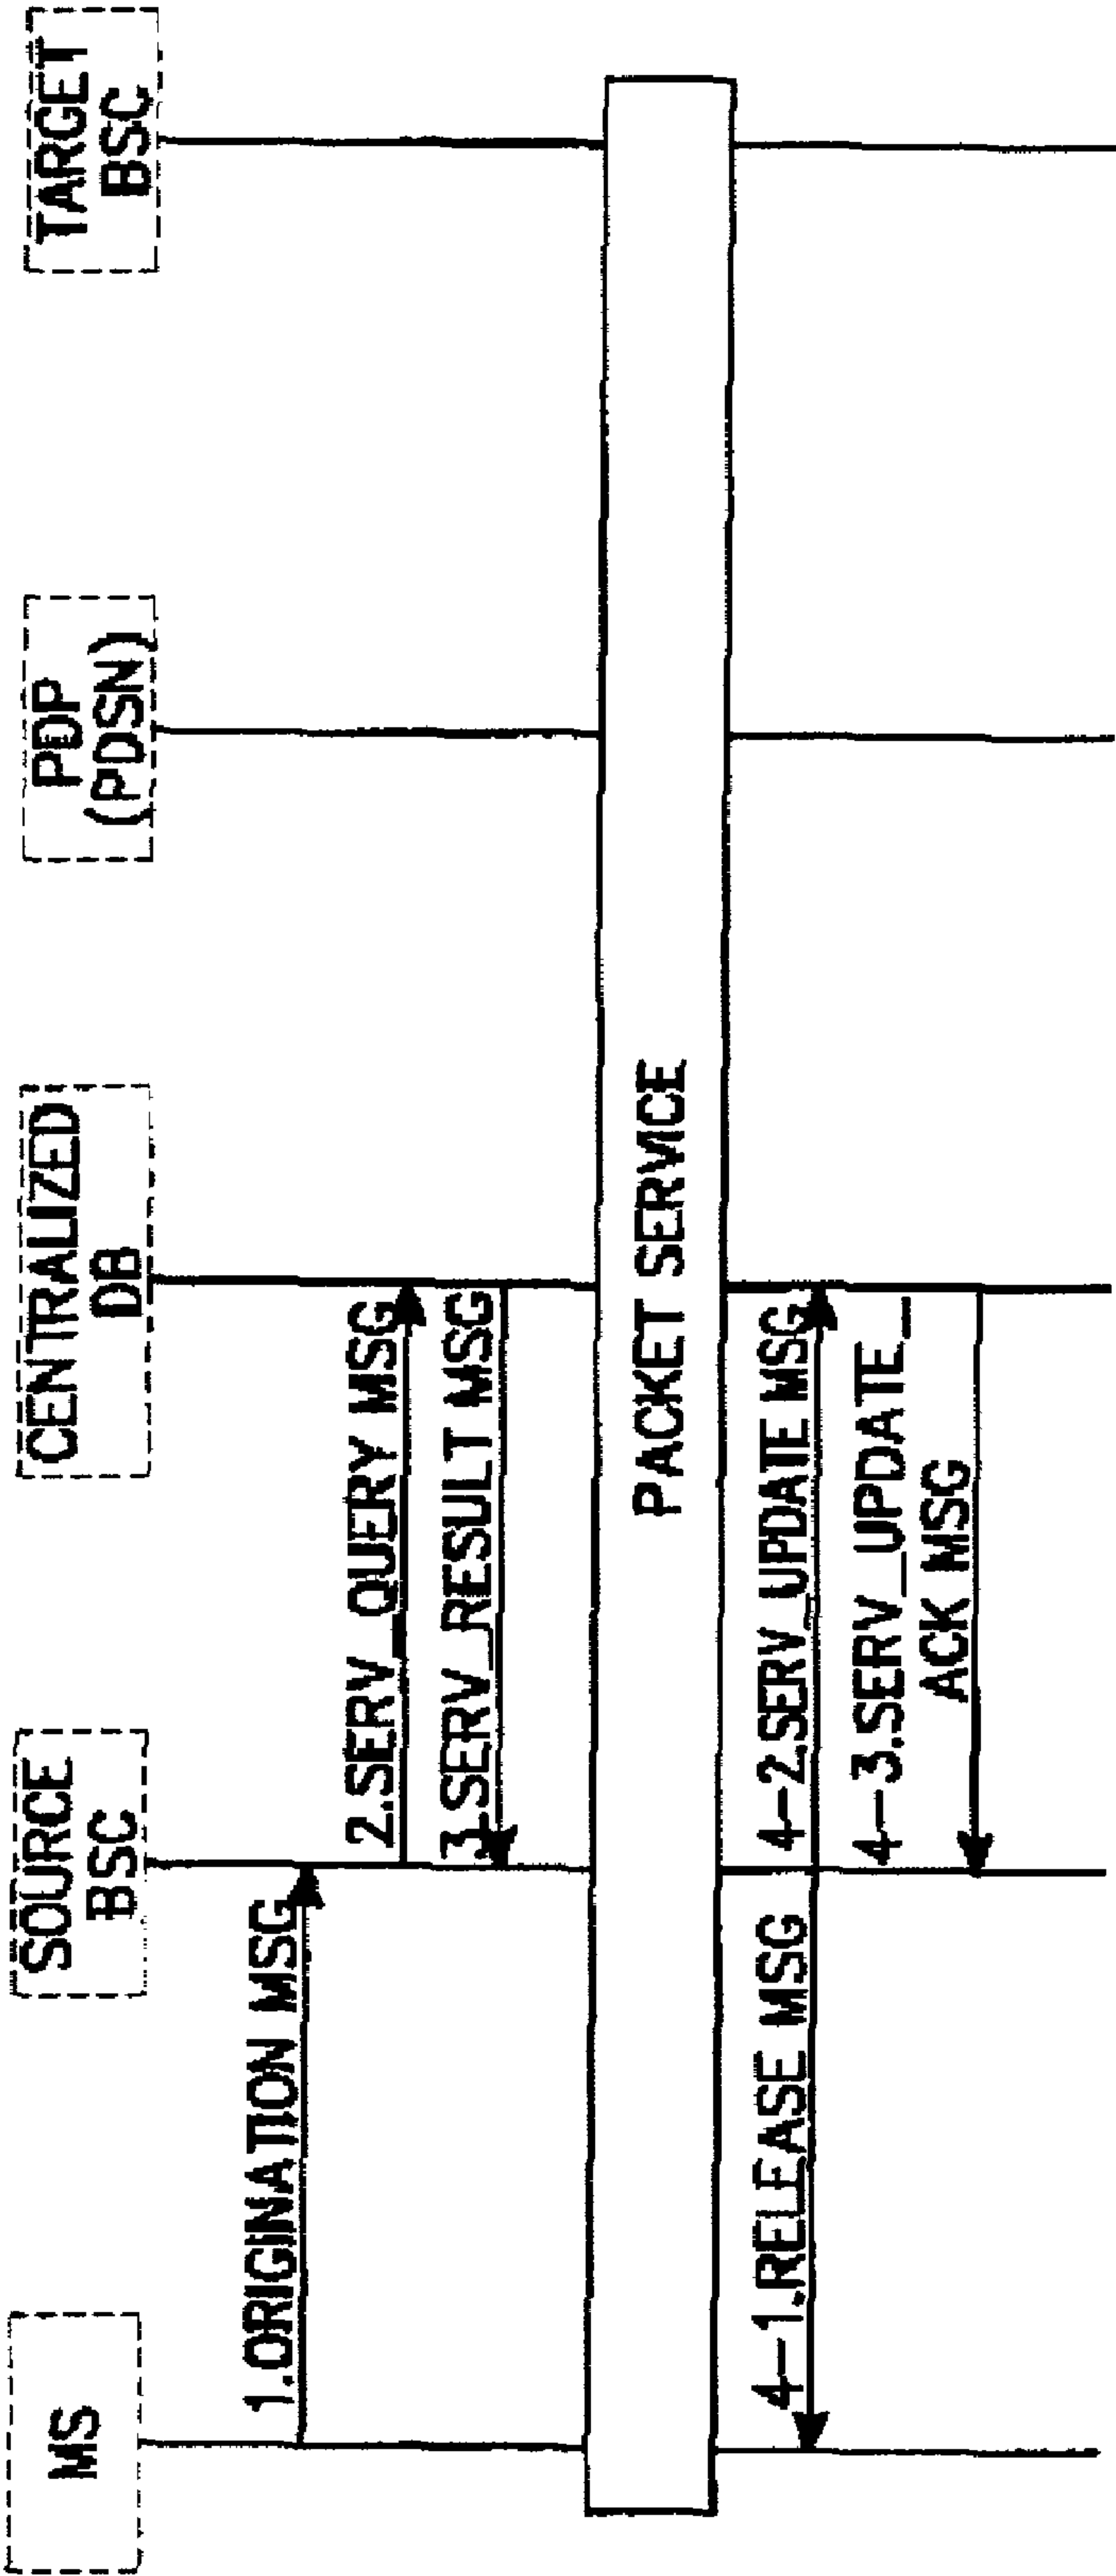 MS
SOURCE
BSC
CENTRALIZED
DB
PDP
(PDSN)
TARGET
BSC
1.ORIGINATION MSG
2.SERV_QUERY MSG
3.SERV_RESULT MSG
PACKET SERVICE
4-1.RELEASE MSG
4-2.SERV_UPDATE MSG
4-3.SERV_UPDATE_
ACK MSG